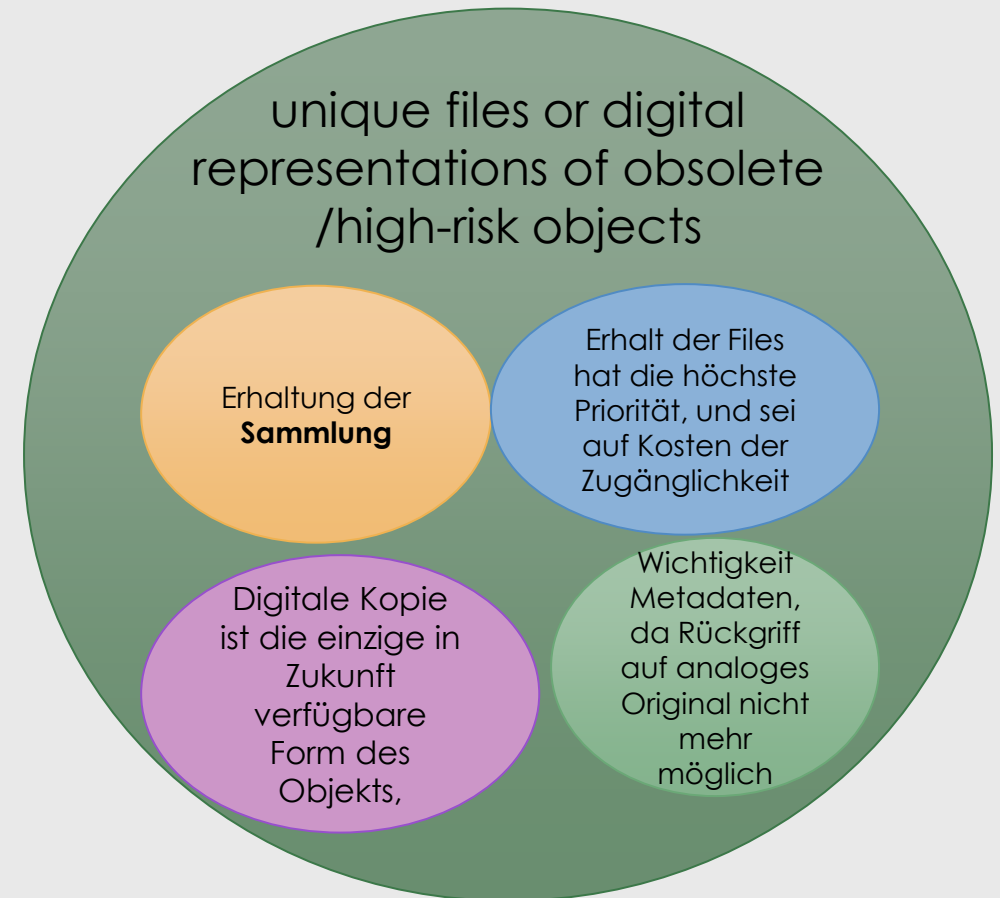 unique files or digital
representations of obsolete
/high-risk objects
Erhaltung der
Sammlung
Erhalt der Files
hat die höchste
Priorität, und sei
auf Kosten der
Zugänglichkeit
Digitale Kopie
ist die einzige in
Zukunft
verfügbare
Form des
Objekts,
Wichtigkeit
Metadaten,
da Rückgriff
auf analoges
Original nicht
mehr
möglich